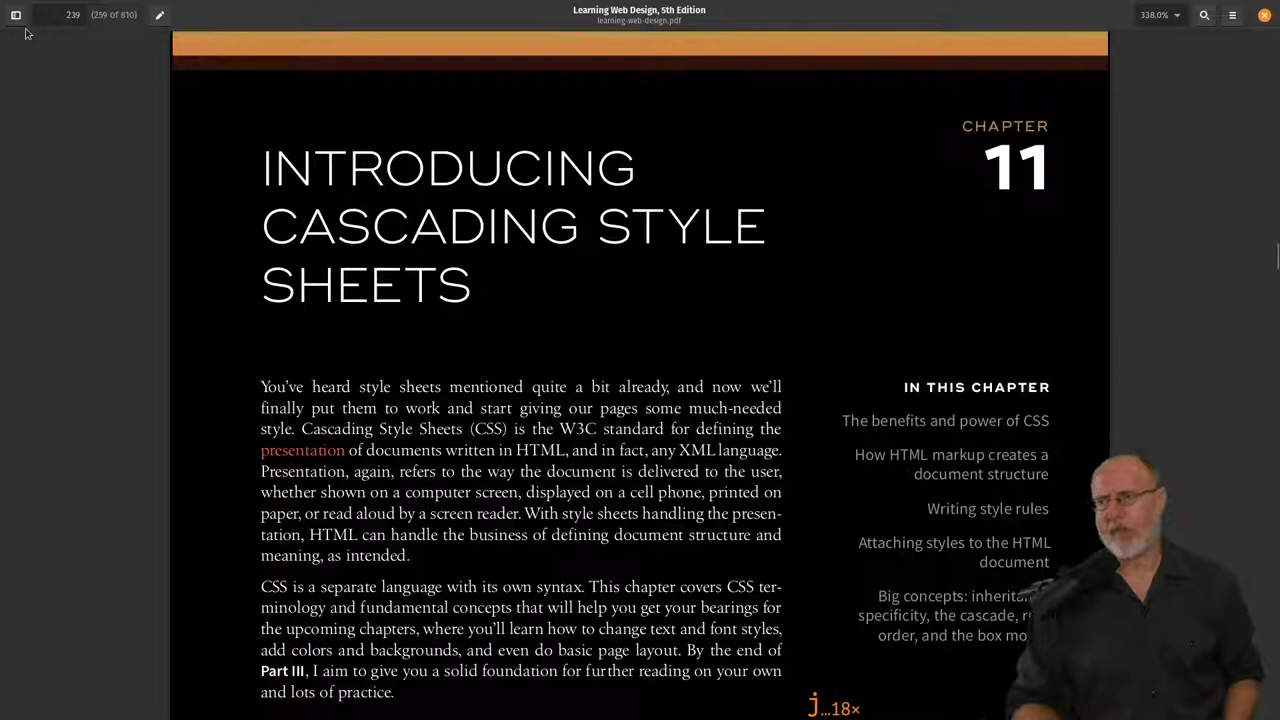 239
(259 of 810)
Learning Web Design, 5th Edition
learning-web-design.pdf
338.0%
CHAPTER
11
INTRODUCING
CASCADING STYLE
SHEETS
You've heard style sheets mentioned quite a bit already, and now we'll
finally put them to work and start giving our pages some much-needed
style. Cascading Style Sheets (CSS) is the W3C standard for defining the
presentation of documents written in HTML, and in fact, any XML language.
Presentation, again, refers to the way the document is delivered to the user,
whether shown on a computer screen, displayed on a cell phone, printed on
paper, or read aloud by a screen reader. With style sheets handling the presen-
tation, HTML can handle the business of defining document structure and
meaning, as intended.
CSS is a separate language with its own syntax. This chapter covers CSS ter-
minology and fundamental concepts that will help you get your bearings for
the upcoming chapters, where you'll learn how to change text and font styles,
add colors and backgrounds, and even do basic page layout. By the end of
Part III, I aim to give you a solid foundation for further reading on your own
and lots of practice.
IN THIS CHAPTER
The benefits and power of CSS
How HTML markup creates a
document structure
Writing style rules
Attaching styles to the HTML
document
Big concepts:
specificity, the cascade,
order, and the box
j...18×